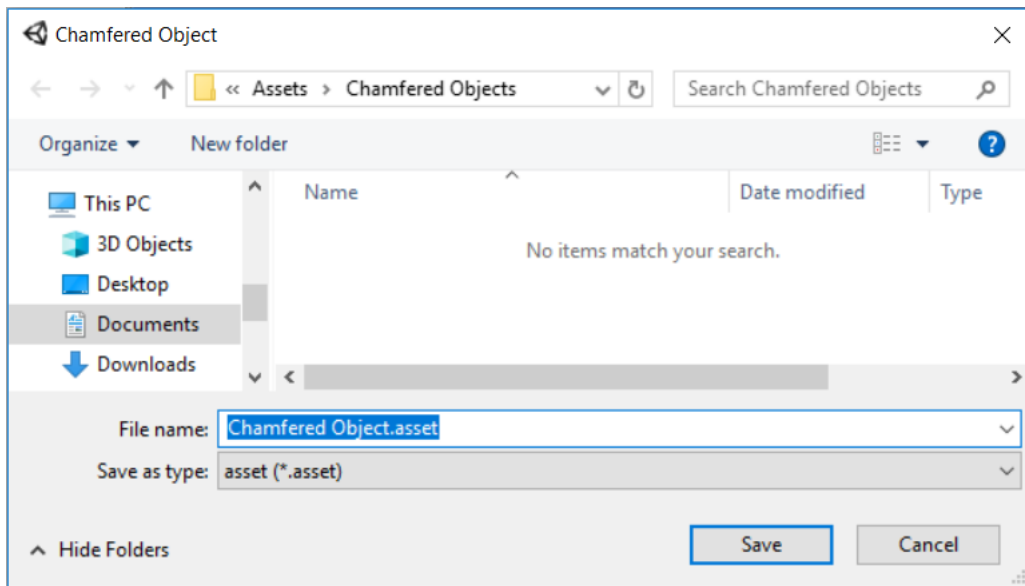 Chamfered Object
« Assets > Chamfered Objects
Search Chamfered Objects
Organize
New folder
?
Name
Date modified
Type
This PC
No items match your search.
3D Objects
Desktop
Documents
Downloads
File name: Chamfered Object.asset
Save as type: asset (*.asset)
Hide Folders
Save
Cancel